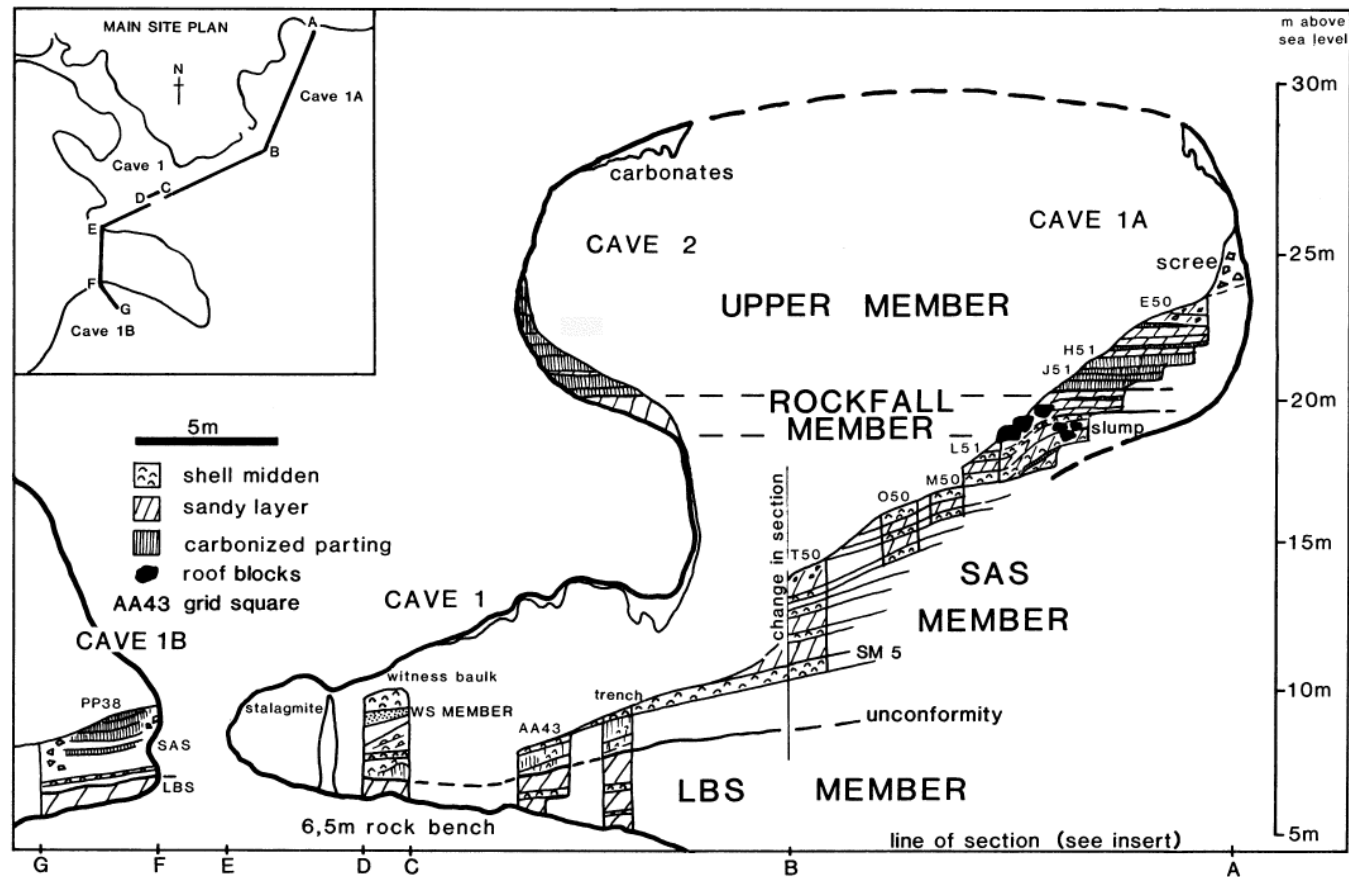 MAIN SITE PLAN
A
N
Cave 1A
B
Cave 1
C
D
E
F
G
Cave 1B
m above
sea level
30m
25m
20m
15m
10m
5m
carbonates
CAVE 2
CAVE 1A
scree
UPPER MEMBER
E50
H51
J51
ROCKFALL
MEMBER
slump
L51
M50
O50
T50
change in section
SAS
MEMBER
SM 5
5m
shell midden
sandy layer
carbonized parting
roof blocks
AA43 grid square
CAVE 1
CAVE 1B
PP38
SAS
LBS
stalagmite
witness baulk
WS MEMBER
AA43
trench
unconformity
LBS MEMBER
6,5m rock bench
line of section (see insert)
G F E D C B A